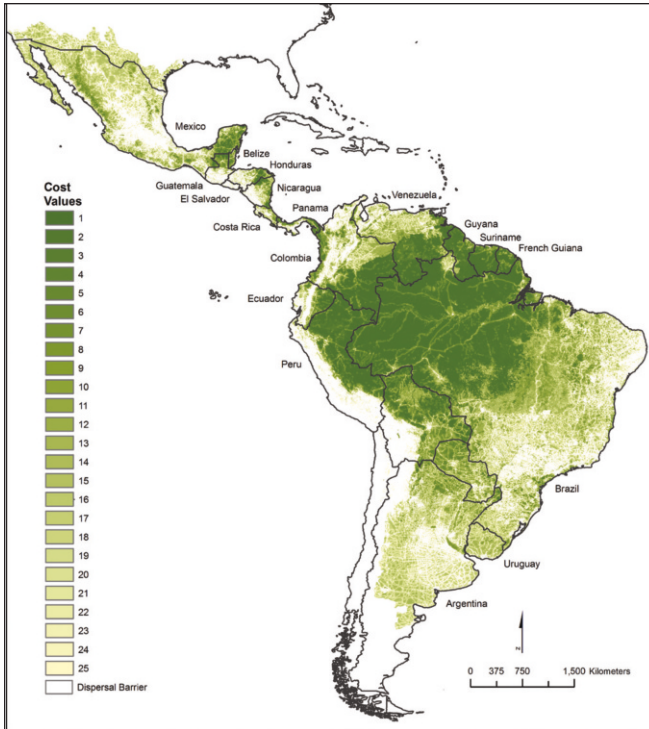 Mexico
Belize
Honduras
Guatemala
Nicaragua
El Salvador
Venezuela
Panama
Costa Rica
Guyana
Suriname
French Guiana
Colombia
Ecuador
Peru
Brazil
Uruguay
Argentina
Cost
Values
1
2
3
4
5
6
7
8
9
10
11
12
13
14
15
16
17
18
19
20
21
22
23
24
25
Dispersal Barrier
0 375 750 1,500 Kilometers